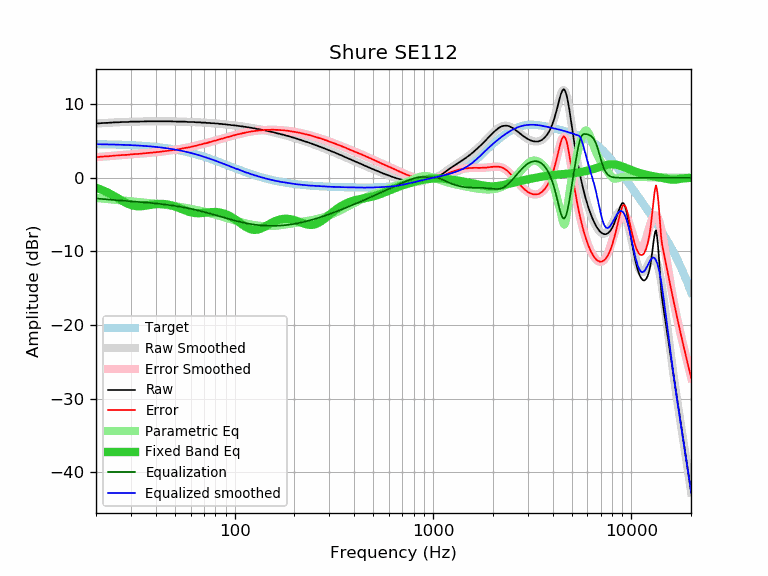 Shure SE112
10
0
−10
−20
−30
−40
Amplitude (dBr)
Target
Raw Smoothed
Error Smoothed
Raw
Error
Parametric Eq
Fixed Band Eq
Equalization
Equalized smoothed
100
1000
10000
Frequency (Hz)